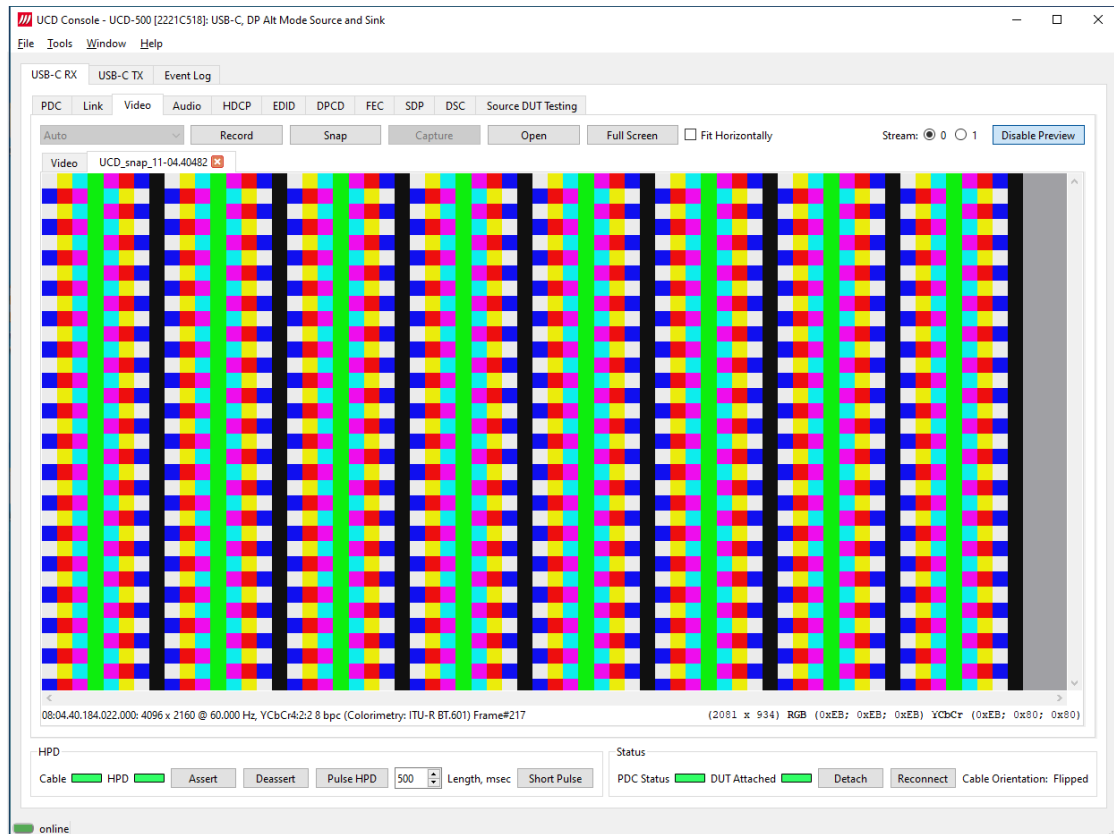 UCD Console - UCD-500 [2221C518]: USB-C, DP Alt Mode Source and Sink
File Tools Window Help
USB-C RX USB-C TX Event Log
PDC Link Video Audio HDCP EDID DPCD FEC SDP DSC Source DUT Testing
Auto Record Snap Capture Open Full Screen Fit Horizontally Stream: 0 1 Disable Preview
Video UCD_snap_11-04.40482
08:04.40.184.022.000: 4096 x 2160 @ 60.000 Hz, YCbCr4:2:2 8 bpc (Colorimetry: ITU-R BT.601) Frame#217 (2081 x 934) RGB (0xEB; 0xEB; 0xEB) YCbCr (0xEB; 0x80; 0x80)
HPD Status
Cable HPD Assert Deassert Pulse HPD 500 Length, msec Short Pulse PDC Status DUT Attached Detach Reconnect Cable Orientation: Flipped
online